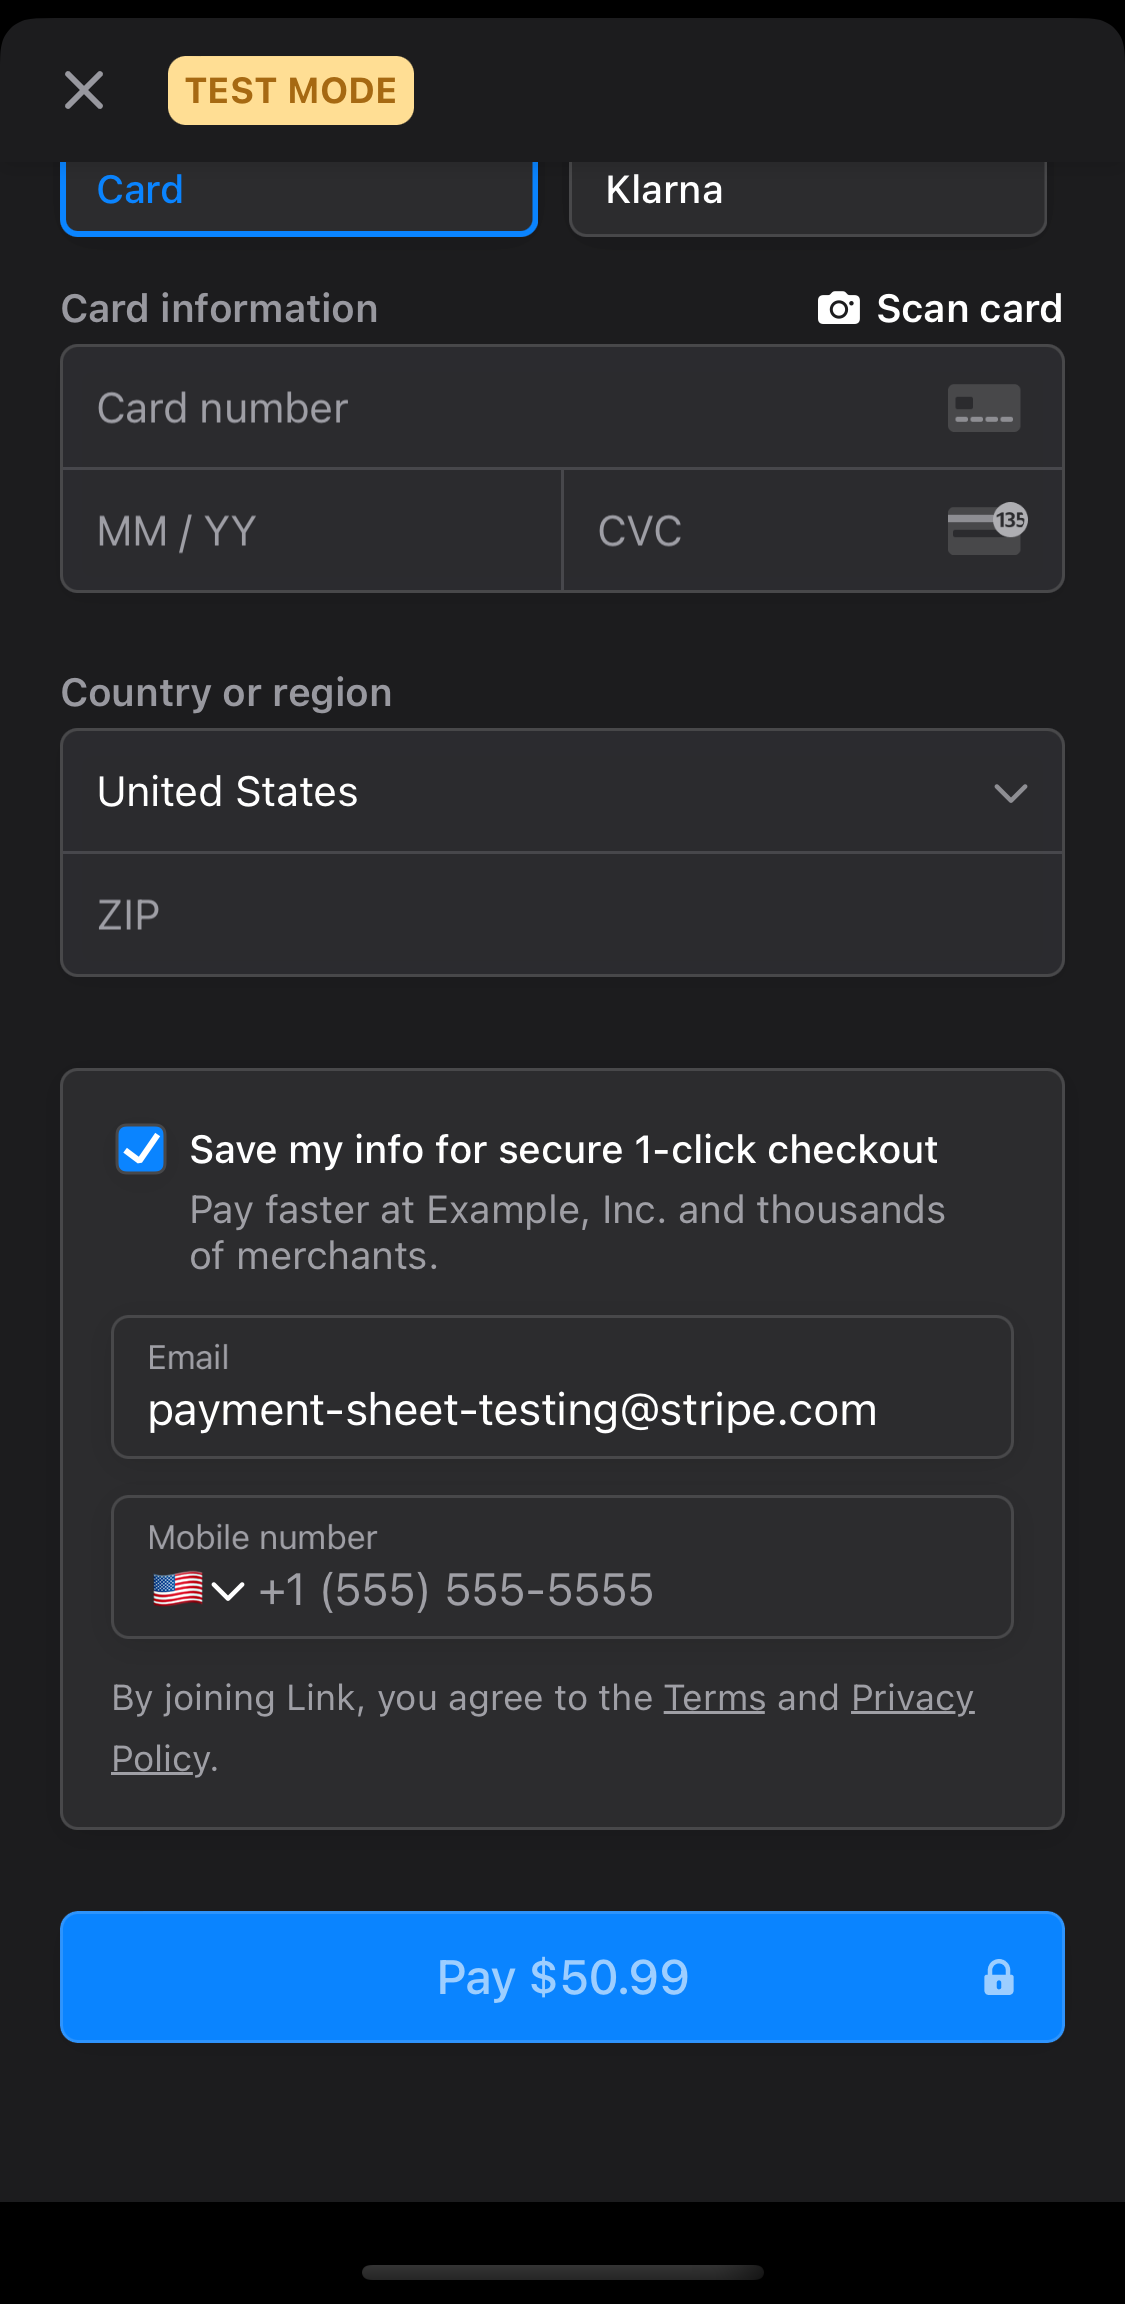 TEST MODE
Card
Klarna
Card information
Scan card
Card number
MM / YY
CVC
135
Country or region
United States
ZIP
Save my info for secure 1-click checkout
Pay faster at Example, Inc. and thousands
of merchants.
Email
payment-sheet-testing@stripe.com
Mobile number
+1 (555) 555-5555
By joining Link, you agree to the Terms and Privacy
Policy.
Pay $50.99